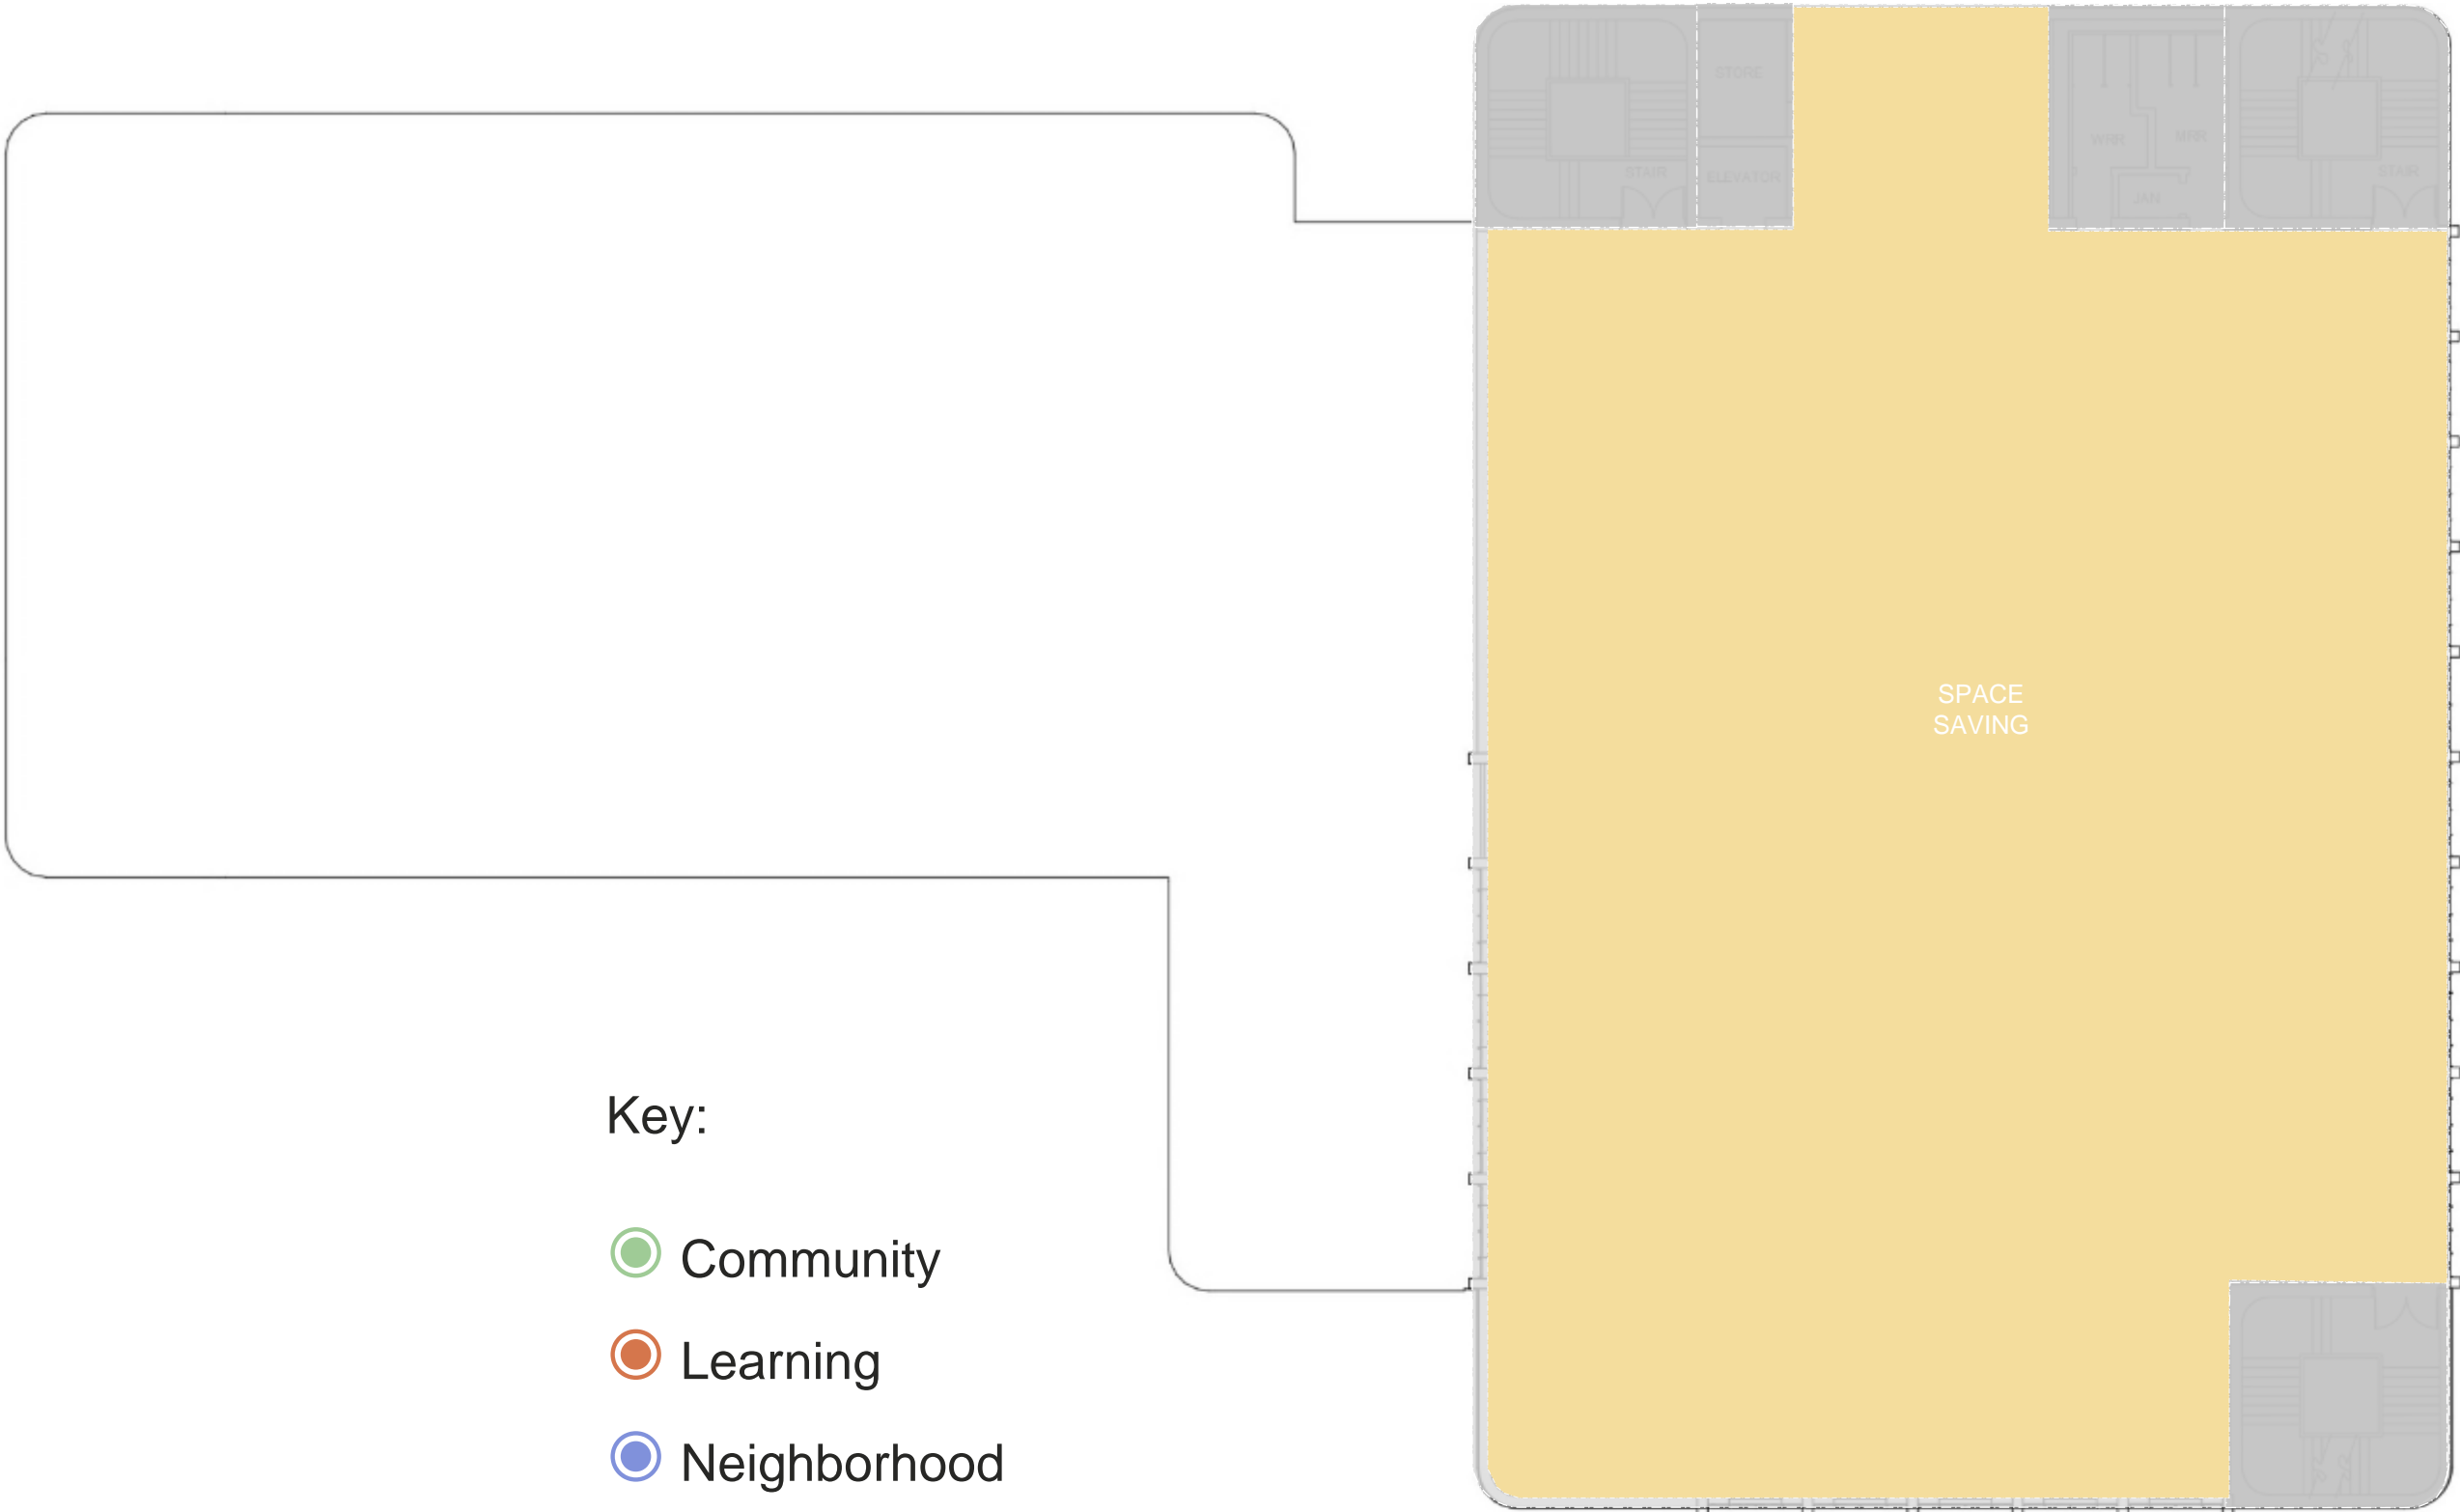 STORE
WRR
MRR
STAIR
ELEVATOR
STAIR
JAN
SPACE
SAVING
Key:
Community
Learning
Neighborhood